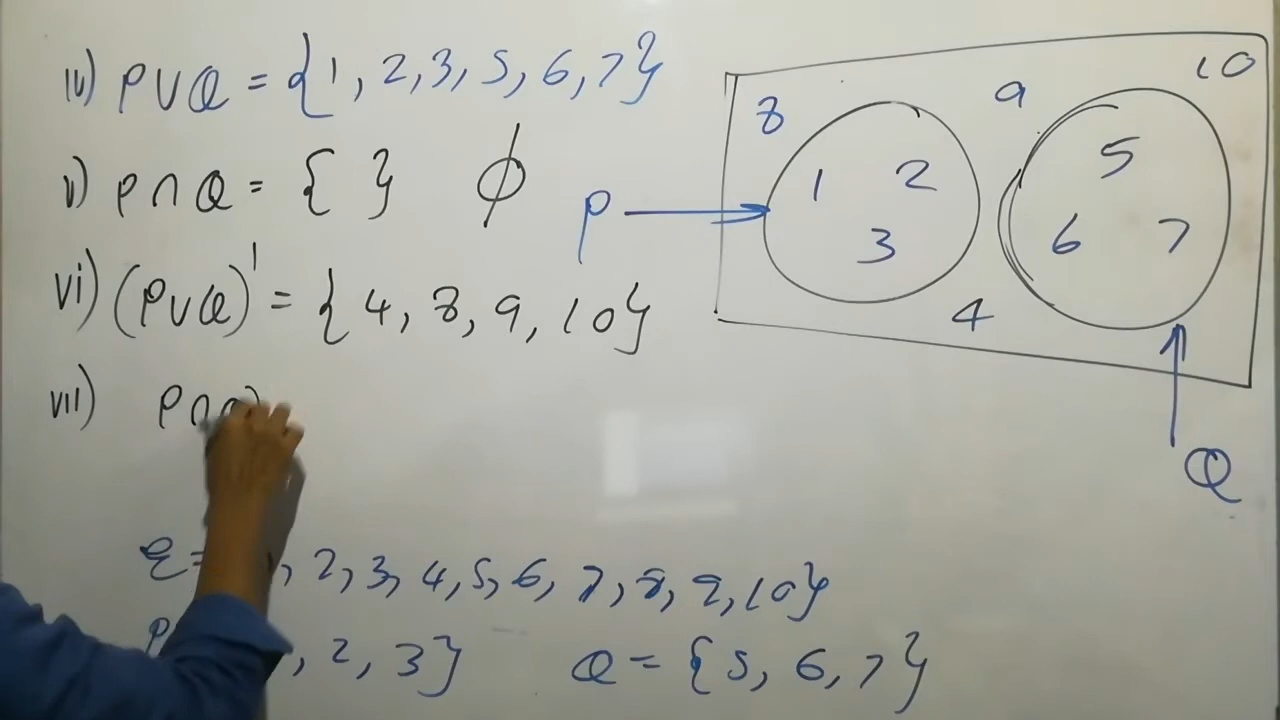 iv) P∪Q = {1, 2, 3, 5, 6, 7}
v) P∩Q = { } ϕ
vi) (P∪Q)' = {4, 8, 9, 10}
vii) P∩
8 9 10
1 2 5
P 3 6 7
4
Q
, 2, 3, 4, 5, 6, 7, 8, 9, 10}
P , 2, 3} Q = {5, 6, 7}